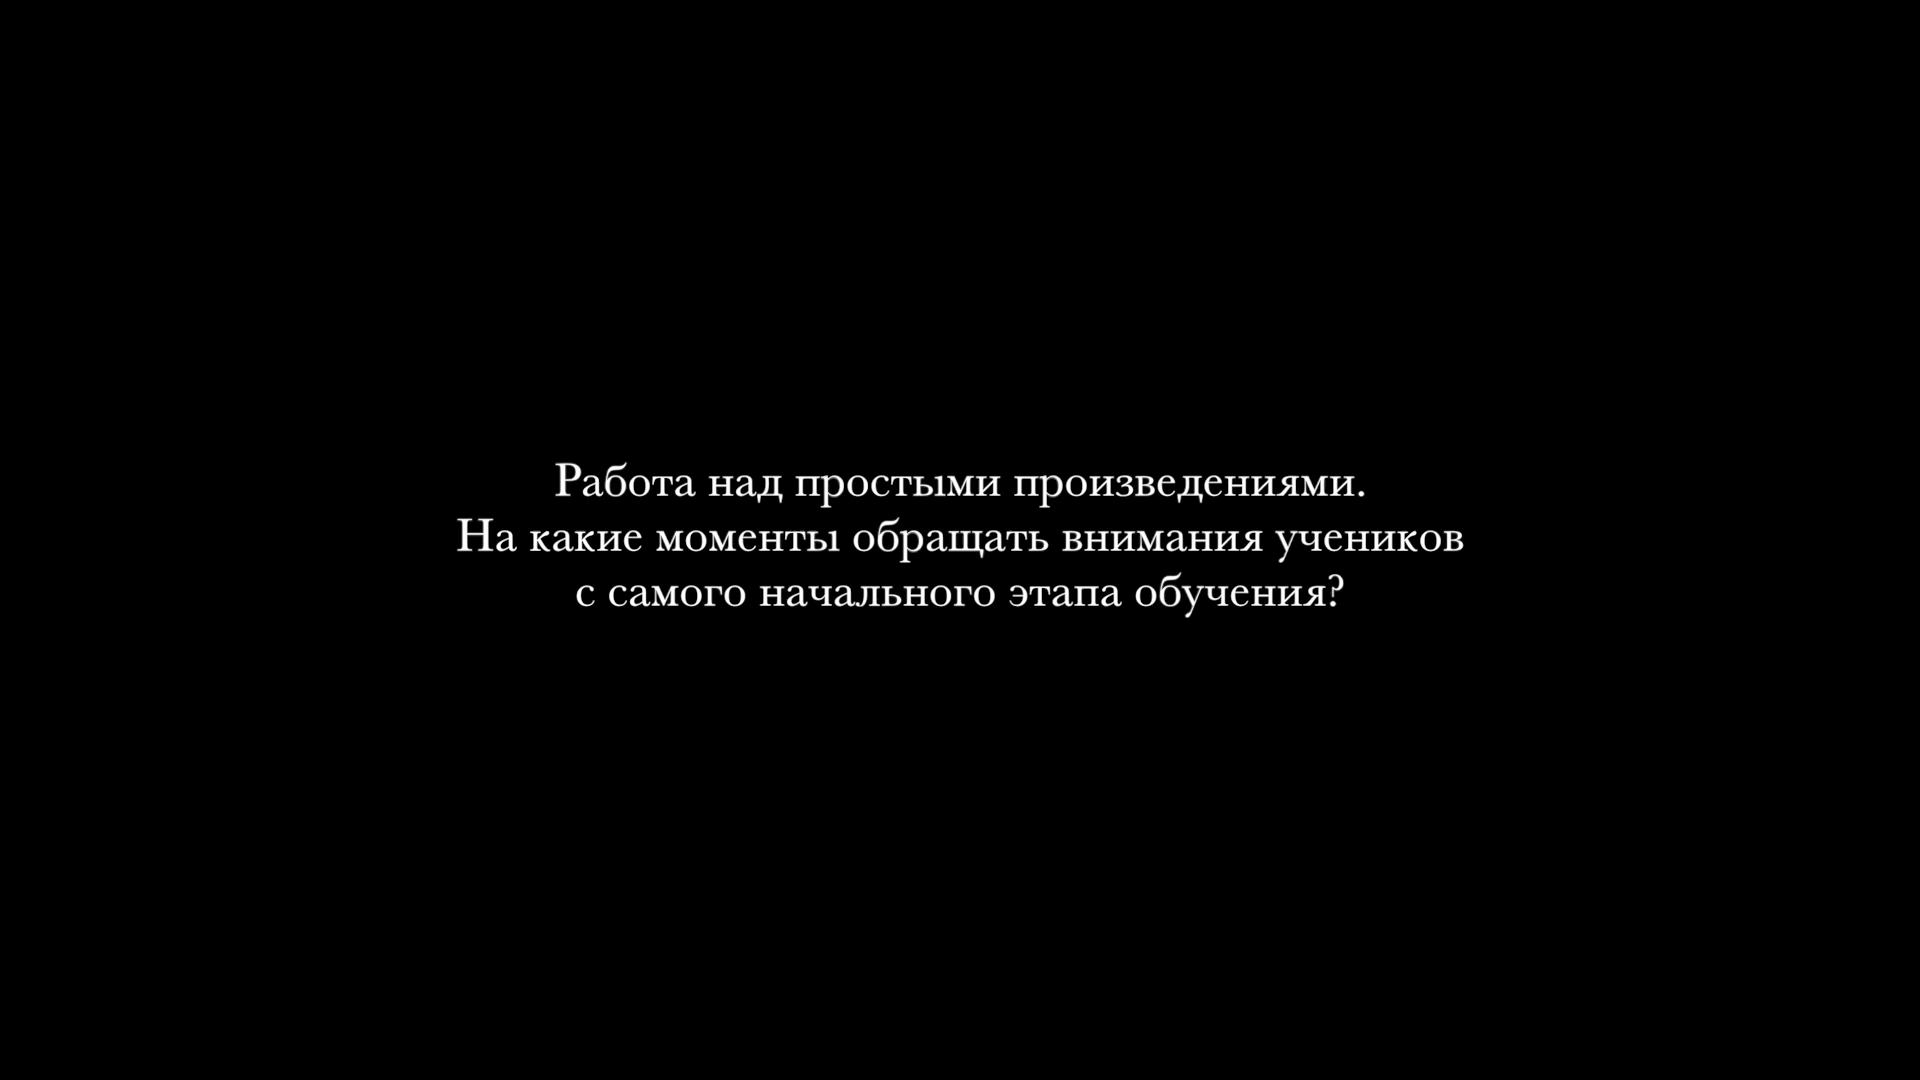 Работа над простыми произведениями.
На какие моменты обращать внимания учеников
с самого начального этапа обучения?